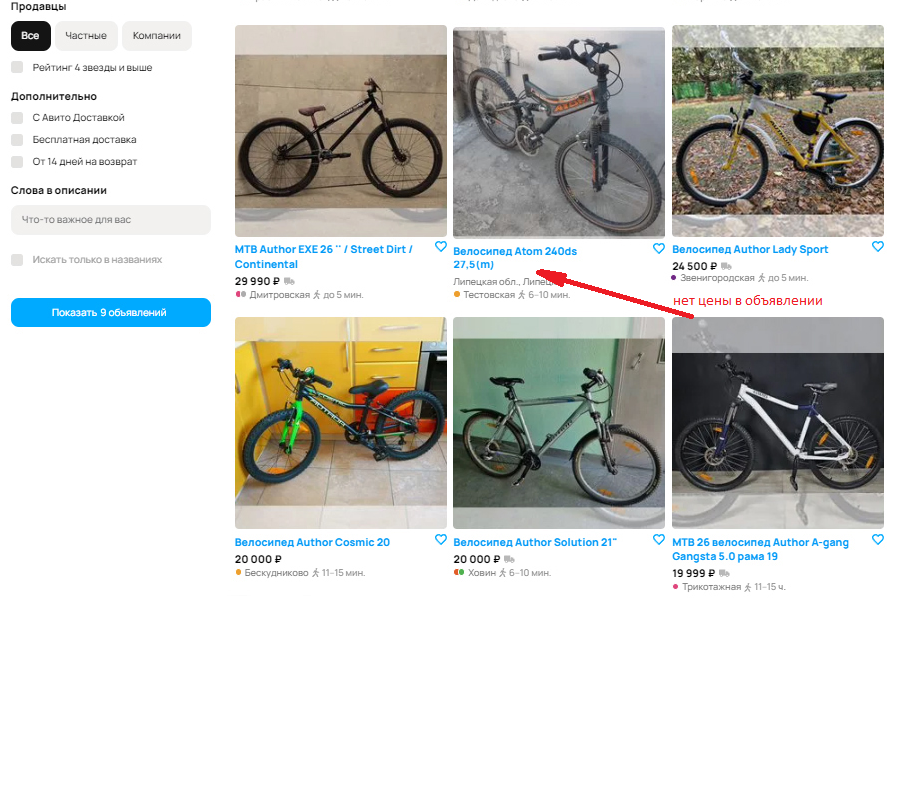 Продавцы
Все
Частные
Компании
Рейтинг 4 звезды и выше
Дополнительно
С Авито Доставкой
Бесплатная доставка
От 14 дней на возврат
Слова в описании
Что-то важное для вас
Искать только в названиях
Показать 9 объявлений
MTB Author EXE 26 '' / Street Dirt /
Continental
29 990 ₽
Дмитровская до 5 мин.
ATOM
Велосипед Atom 240ds
27,5(m)
Липецкая обл., Липец
Тестовская 6–10 мин.
Велосипед Author Lady Sport
24 500 ₽
Звенигородская до 5 мин.
нет цены в объявлении
Велосипед Author Cosmic 20
20 000 ₽
Бескудниково 11–15 мин.
Велосипед Author Solution 21"
20 000 ₽
Ховин 6–10 мин.
MTB 26 велосипед Author A-gang
Gangsta 5.0 рама 19
19 999 ₽
Трикотажная 11–15 ч.